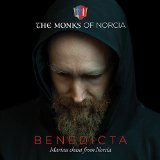 THE MONKS OF NORCIA
BENEDICTA
Marian chant from Norcia